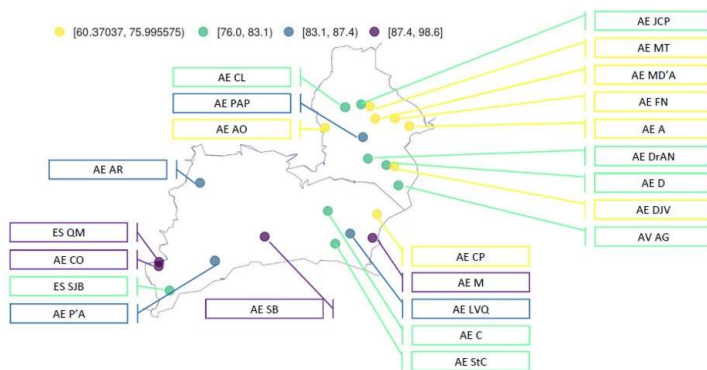 [60.37037, 75.995575] [76.0, 83.1) [83.1, 87.4) [87.4, 98.6]
AE JCP
AE MT
AE MD'A
AE FN
AE A
AE DrAN
AE D
AE DJV
AV AG
AE CL
AE PAP
AE AO
AE AR
ES QM
AE CO
ES SJB
AE P'A
AE SB
AE CP
AE M
AE LVQ
AE C
AE StC